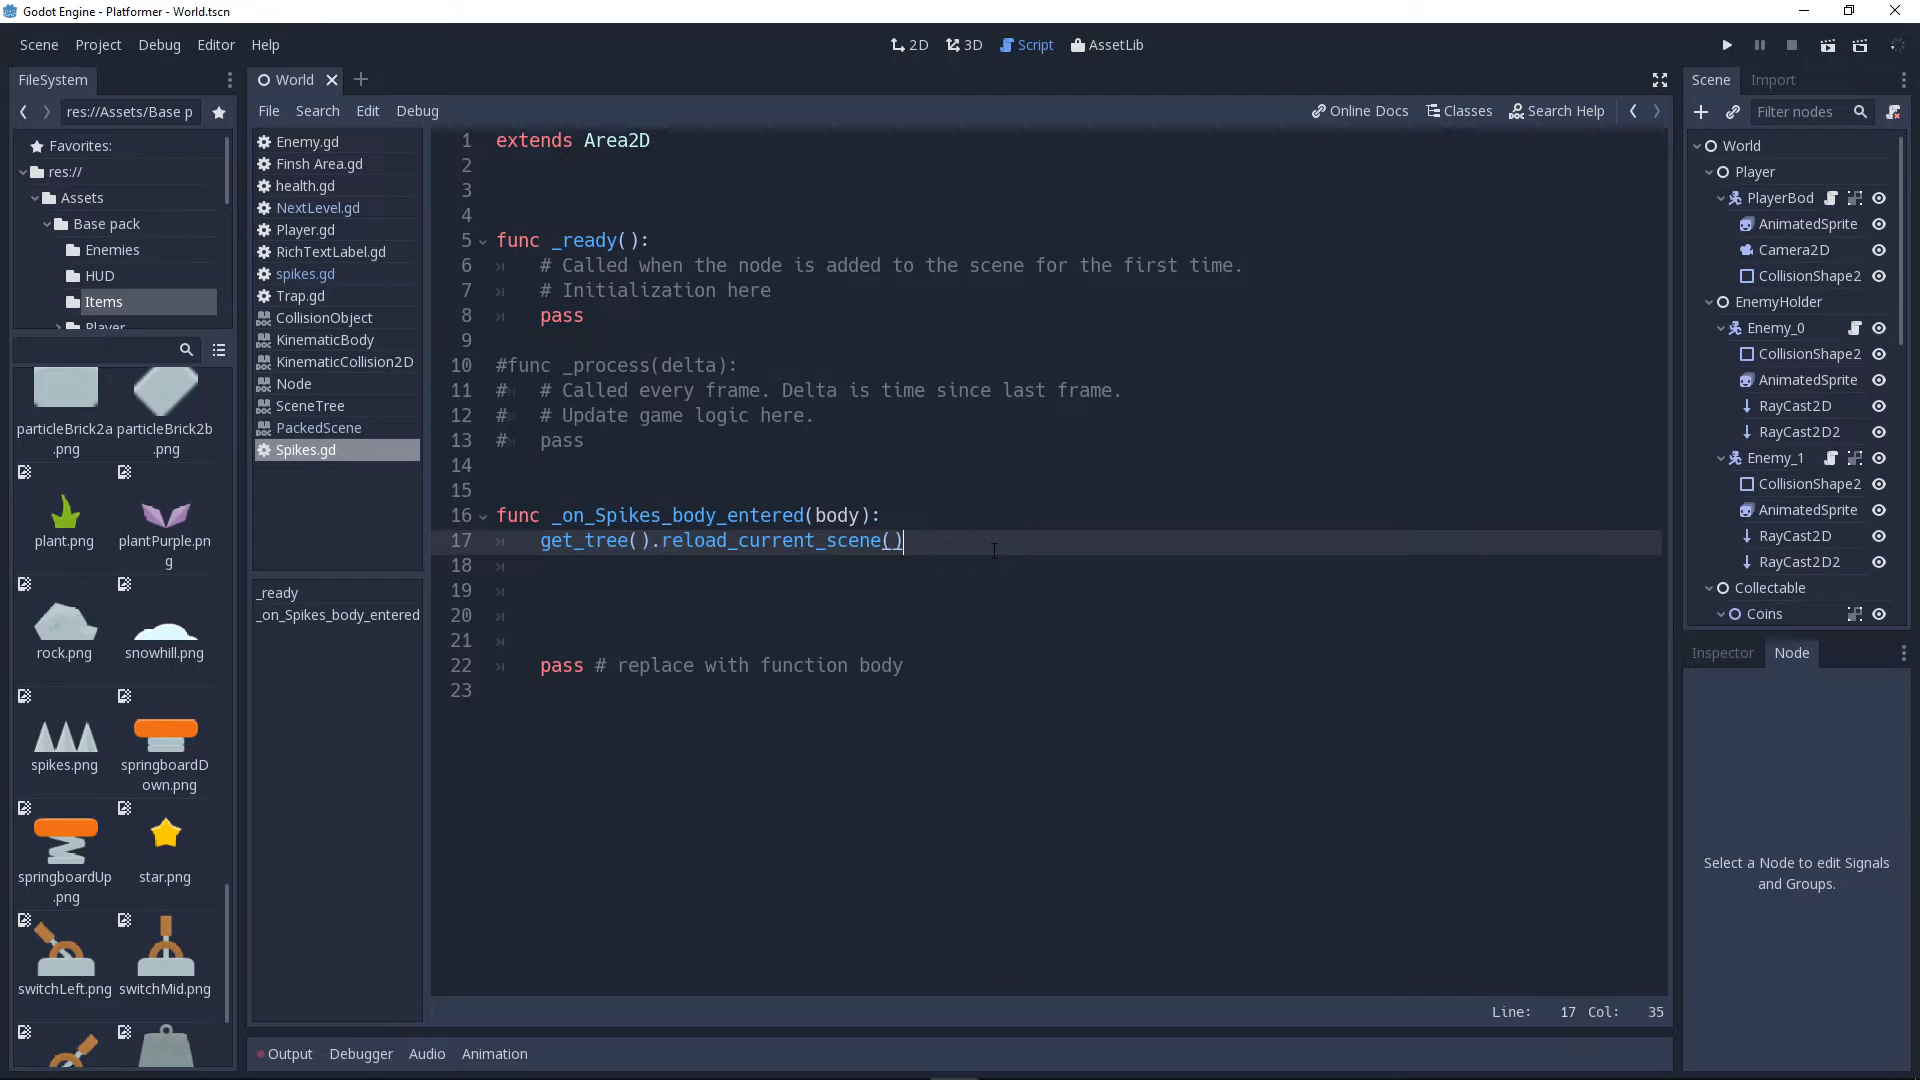 Godot Engine - Platformer - World.tscn
Scene Project Debug Editor Help
2D 3D Script AssetLib
FileSystem
res://Assets/Base p
Favorites:
res://
Assets
Base pack
Enemies
HUD
Items
Player
particleBrick2a.png
particleBrick2b.png
plant.png
plantPurple.png
rock.png
snowhill.png
spikes.png
springboardDown.png
springboardUp.png
star.png
switchLeft.png
switchMid.png
World
File Search Edit Debug
Online Docs Classes Search Help
Enemy.gd
Finsh Area.gd
health.gd
NextLevel.gd
Player.gd
RichTextLabel.gd
spikes.gd
Trap.gd
CollisionObject
KinematicBody
KinematicCollision2D
Node
SceneTree
PackedScene
Spikes.gd
_ready
_on_Spikes_body_entered
1 extends Area2D
2
3
4
5 func _ready():
6 # Called when the node is added to the scene for the first time.
7 # Initialization here
8 pass
9
10 #func _process(delta):
11 # # Called every frame. Delta is time since last frame.
12 # # Update game logic here.
13 # pass
14
15
16 func _on_Spikes_body_entered(body):
17 get_tree().reload_current_scene()
18
19
20
21
22 pass # replace with function body
23
Line: 17 Col: 35
Output Debugger Audio Animation
Scene Import
Filter nodes
World
Player
PlayerBod
AnimatedSprite
Camera2D
CollisionShape2
EnemyHolder
Enemy_0
CollisionShape2
AnimatedSprite
RayCast2D
RayCast2D2
Enemy_1
CollisionShape2
AnimatedSprite
RayCast2D
RayCast2D2
Collectable
Coins
Inspector Node
Select a Node to edit Signals
and Groups.